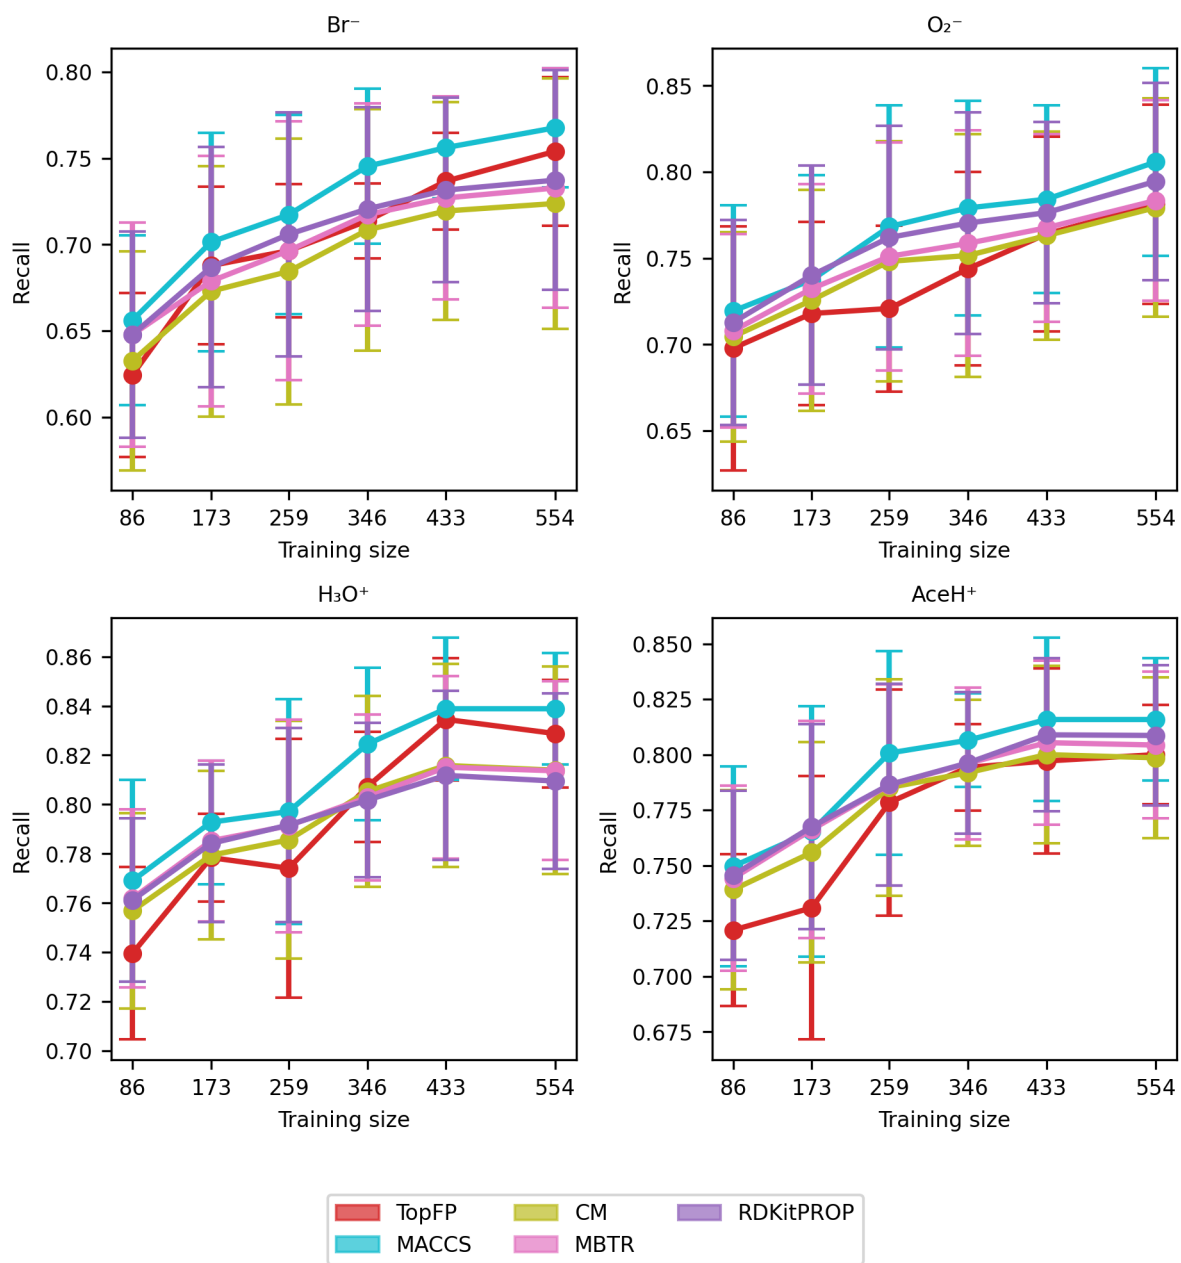 Br⁻
O₂⁻
Recall
0.80
0.75
0.70
0.65
0.60
86 173 259 346 433 554
Training size
Recall
0.85
0.80
0.75
0.70
0.65
86 173 259 346 433 554
Training size
H₃O⁺
AceH⁺
Recall
0.86
0.84
0.82
0.80
0.78
0.76
0.74
0.72
0.70
86 173 259 346 433 554
Training size
Recall
0.850
0.825
0.800
0.775
0.750
0.725
0.700
0.675
86 173 259 346 433 554
Training size
TopFP CM RDKitPROP
MACCS MBTR